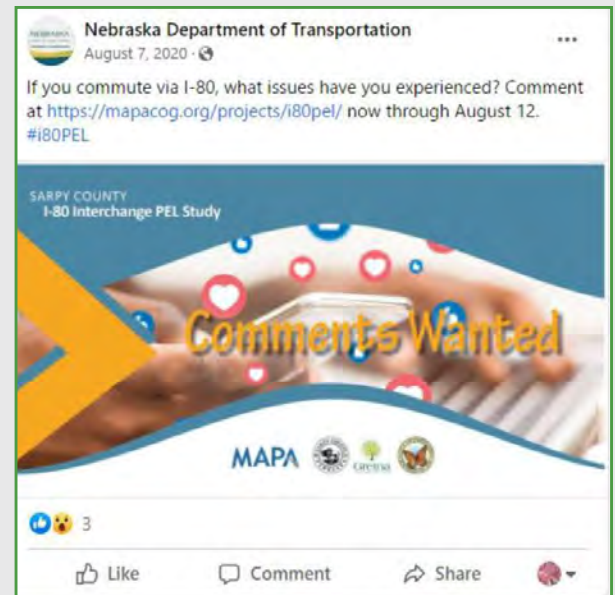 Nebraska Department of Transportation
August 7, 2020 ·
If you commute via I-80, what issues have you experienced? Comment
at https://mapacog.org/projects/i80pel/ now through August 12.
#i80PEL
SARPY COUNTY
I-80 Interchange PEL Study
Comments Wanted
MAPA
Gretna
3
Like
Comment
Share